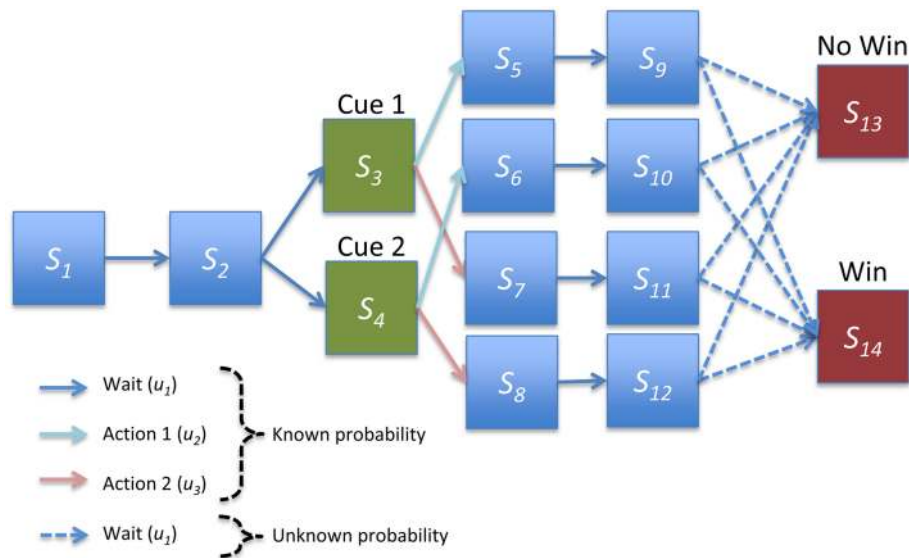 No Win
Cue 1
S5
S9
S13
S3
S6
S10
Cue 2
Win
S1
S2
S4
S7
S11
S14
S8
S12
Wait (u1)
Action 1 (u2)
Known probability
Action 2 (u3)
Wait (u1)
Unknown probability